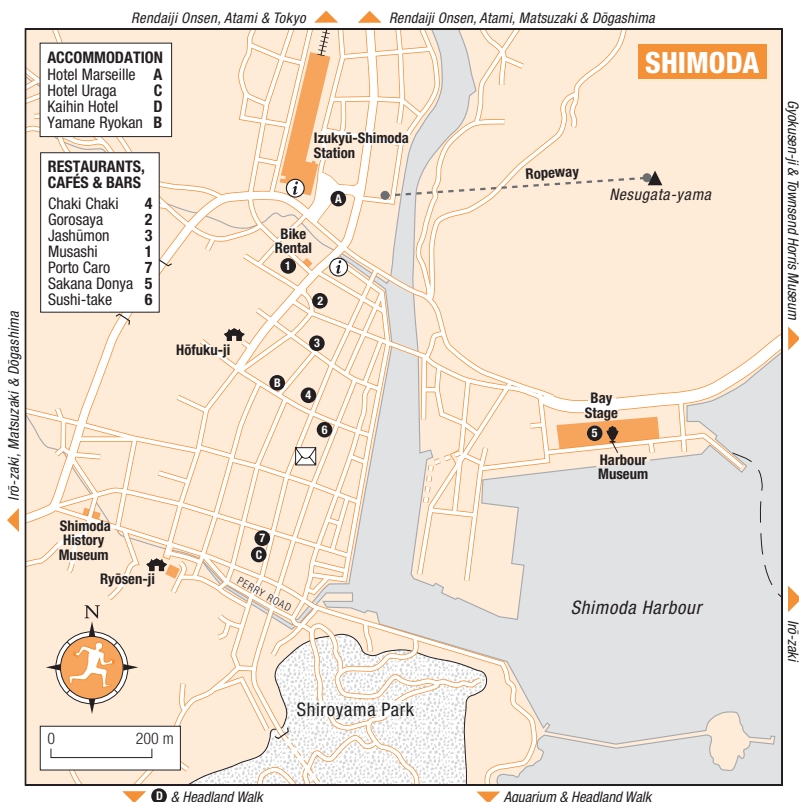 Rendaiji Onsen, Atami & Tokyo
Rendaiji Onsen, Atami, Matsuzaki & Dōgashima
SHIMODA
ACCOMMODATION
Hotel Marseille A
Hotel Uraga C
Kaihin Hotel D
Yamane Ryokan B
RESTAURANTS,
CAFÉS & BARS
Chaki Chaki 4
Gorosaya 2
Jashūmon 3
Musashi 1
Porto Caro 7
Sakana Donya 5
Sushi-take 6
Izukyū-Shimoda
Station
i
A
Ropeway
Nesugata-yama
Gyokusen-ji & Townsend Horris Museum
Bike
Rental
1
i
2
Hōfuku-ji
3
B
4
6
Bay
Stage
5
Harbour
Museum
Irō-zaki, Matsuzaki & Dōgashima
Shimoda
History
Museum
7
C
Ryōsen-ji
PERRY ROAD
Shimoda Harbour
Irō-zaki
N
Shiroyama Park
0 200 m
D & Headland Walk
Aquarium & Headland Walk